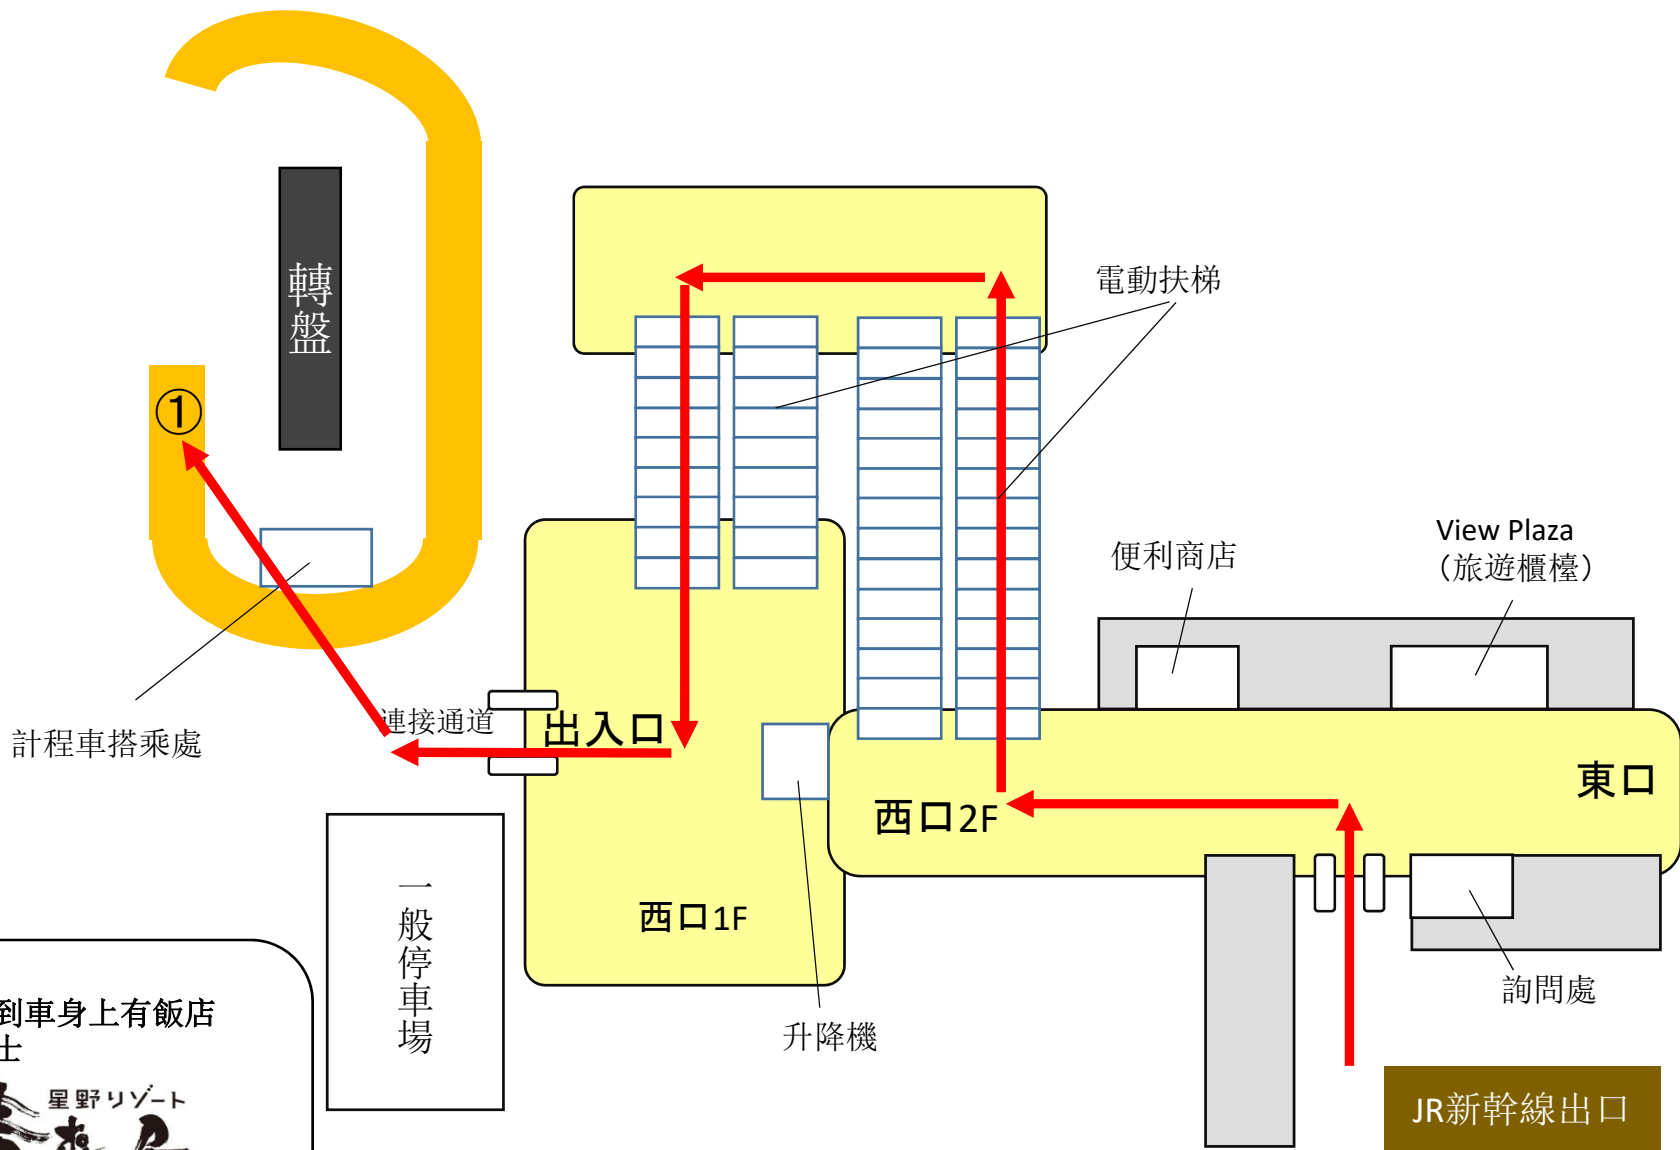 轉盤
①
電動扶梯
便利商店
View Plaza
（旅遊櫃檯）
計程車搭乘處
連接通道
出入口
東口
西口2F
西口1F
一般停車場
升降機
詢問處
JR新幹線出口
到車身上有飯店
士
星野リゾート